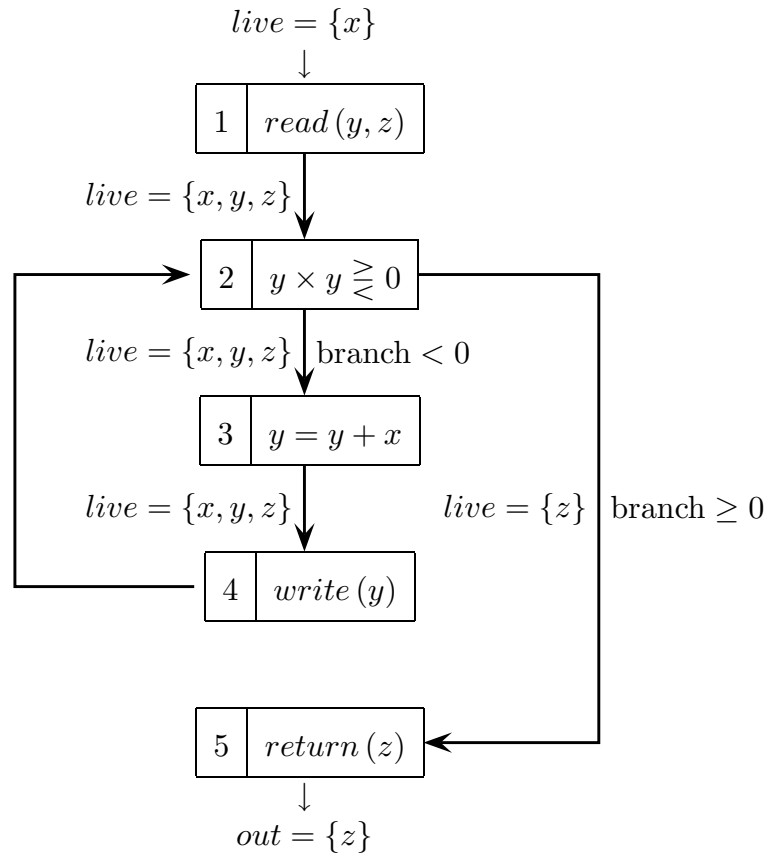 live = {x}
↓
1 read (y, z)
live = {x, y, z}
2 y × y ⋛ 0
live = {x, y, z} branch < 0
3 y = y + x
live = {x, y, z} live = {z} branch ≥ 0
4 write (y)
5 return (z)
↓
out = {z}